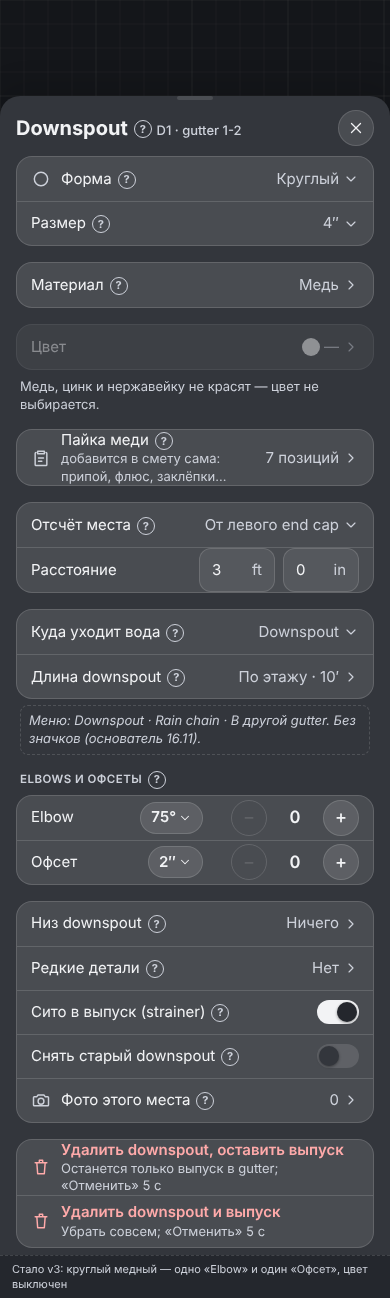 Downspout ? D1 · gutter 1-2
Форма ? Круглый
Размер ? 4″
Материал ? Медь
Цвет —
Медь, цинк и нержавейку не красят — цвет не
выбирается.
Пайка меди ?
добавится в смету сама:
припой, флюс, заклёпки…
7 позиций
Отсчёт места ? От левого end cap
Расстояние 3 ft 0 in
Куда уходит вода ? Downspout
Длина downspout ? По этажу · 10′
Меню: Downspout · Rain chain · В другой gutter. Без
значков (основатель 16.11).
ELBOWS И ОФСЕТЫ ?
Elbow 75° − 0 +
Офсет 2″ − 0 +
Низ downspout ? Ничего
Редкие детали ? Нет
Сито в выпуск (strainer) ?
Снять старый downspout ?
Фото этого места ? 0
Удалить downspout, оставить выпуск
Останется только выпуск в gutter;
«Отменить» 5 с
Удалить downspout и выпуск
Убрать совсем; «Отменить» 5 с
Стало v3: круглый медный — одно «Elbow» и один «Офсет», цвет
выключен